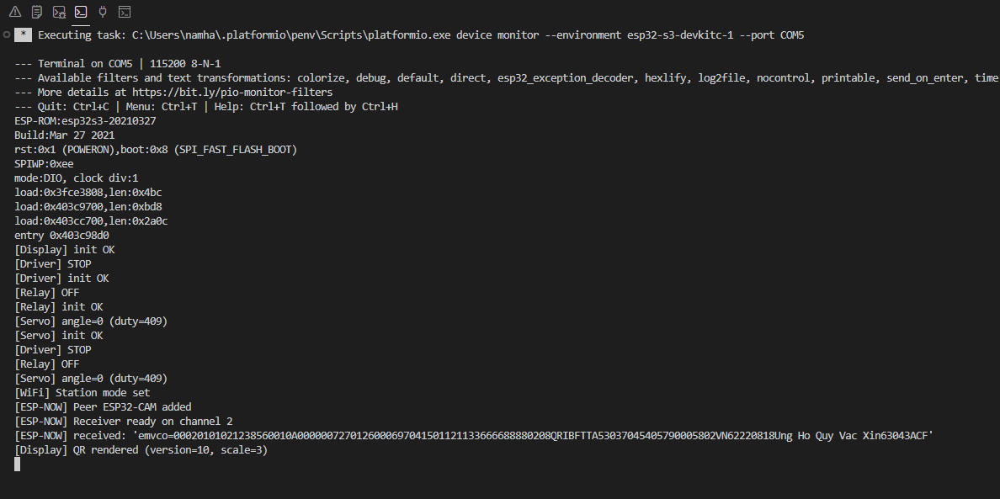 * Executing task: C:\Users\namha\.platformio\penv\Scripts\platformio.exe device monitor --environment esp32-s3-devkitc-1 --port COM5
--- Terminal on COM5 | 115200 8-N-1
--- Available filters and text transformations: colorize, debug, default, direct, esp32_exception_decoder, hexlify, log2file, nocontrol, printable, send_on_enter, time
--- More details at https://bit.ly/pio-monitor-filters
--- Quit: Ctrl+C | Menu: Ctrl+T | Help: Ctrl+T followed by Ctrl+H
ESP-ROM:esp32s3-20210327
Build:Mar 27 2021
rst:0x1 (POWERON),boot:0x8 (SPI_FAST_FLASH_BOOT)
SPIWP:0xee
mode:DIO, clock div:1
load:0x3fce3808,len:0x4bc
load:0x403c9700,len:0xbd8
load:0x403cc700,len:0x2a0c
entry 0x403c98d0
[Display] init OK
[Driver] STOP
[Driver] init OK
[Relay] OFF
[Relay] init OK
[Servo] angle=0 (duty=409)
[Servo] init OK
[Driver] STOP
[Relay] OFF
[Servo] angle=0 (duty=409)
[WiFi] Station mode set
[ESP-NOW] Peer ESP32-CAM added
[ESP-NOW] Receiver ready on channel 2
[ESP-NOW] received: 'emvco=00020101021238560010A0000007270126000697041501121133666688880208QRIBFTTA53037045405790005802VN62220818Ung Ho Quy Vac Xin63043ACF'
[Display] QR rendered (version=10, scale=3)